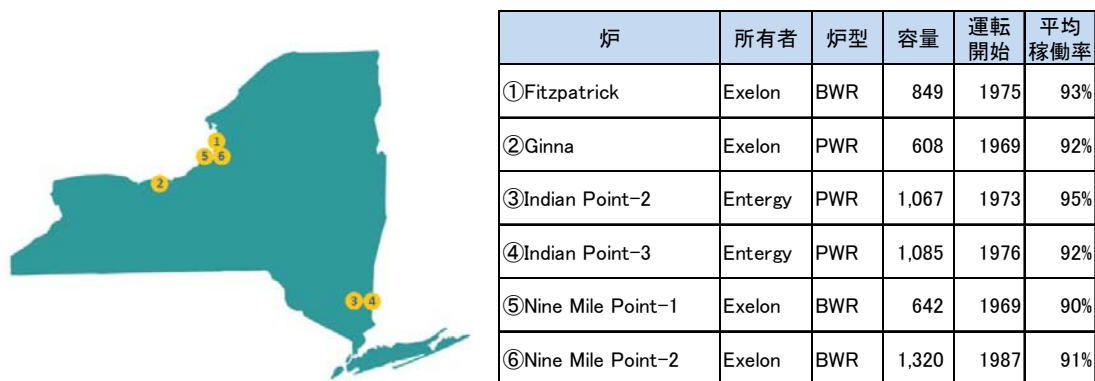 1
5 6
2
3 4
炉 所有者 炉型 容量 運転開始 平均稼働率
①Fitzpatrick Exelon BWR 849 1975 93%
②Ginna Exelon PWR 608 1969 92%
③Indian Point-2 Entergy PWR 1,067 1973 95%
④Indian Point-3 Entergy PWR 1,085 1976 92%
⑤Nine Mile Point-1 Exelon BWR 642 1969 90%
⑥Nine Mile Point-2 Exelon BWR 1,320 1987 91%